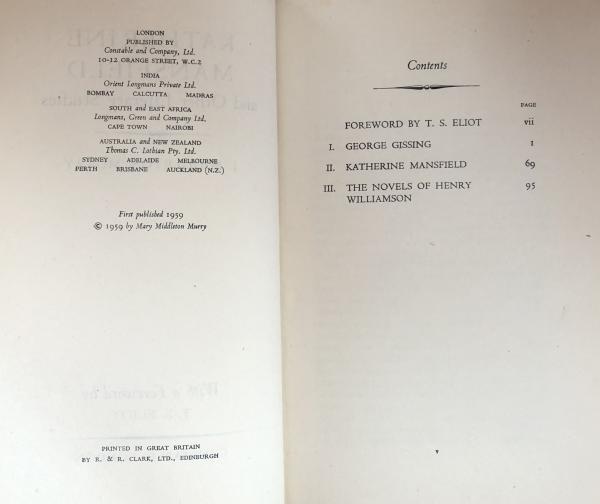 LONDON
PUBLISHED BY
Constable and Company, Ltd.
10-12 ORANGE STREET, W.C.2
INDIA
Orient Longmans Private Ltd.
BOMBAY CALCUTTA MADRAS
SOUTH and EAST AFRICA
Longmans, Green and Company Ltd.
CAPE TOWN NAIROBI
AUSTRALIA and NEW ZEALAND
Thomas C. Lothian Pty. Ltd.
SYDNEY ADELAIDE MELBOURNE
PERTH BRISBANE AUCKLAND (N.Z.)
First published 1959
© 1959 by Mary Middleton Murry
PRINTED IN GREAT BRITAIN
BY R. & R. CLARK, LTD., EDINBURGH
Contents
PAGE
FOREWORD BY T. S. ELIOT vii
I. GEORGE GISSING 1
II. KATHERINE MANSFIELD 69
III. THE NOVELS OF HENRY 95
WILLIAMSON
v